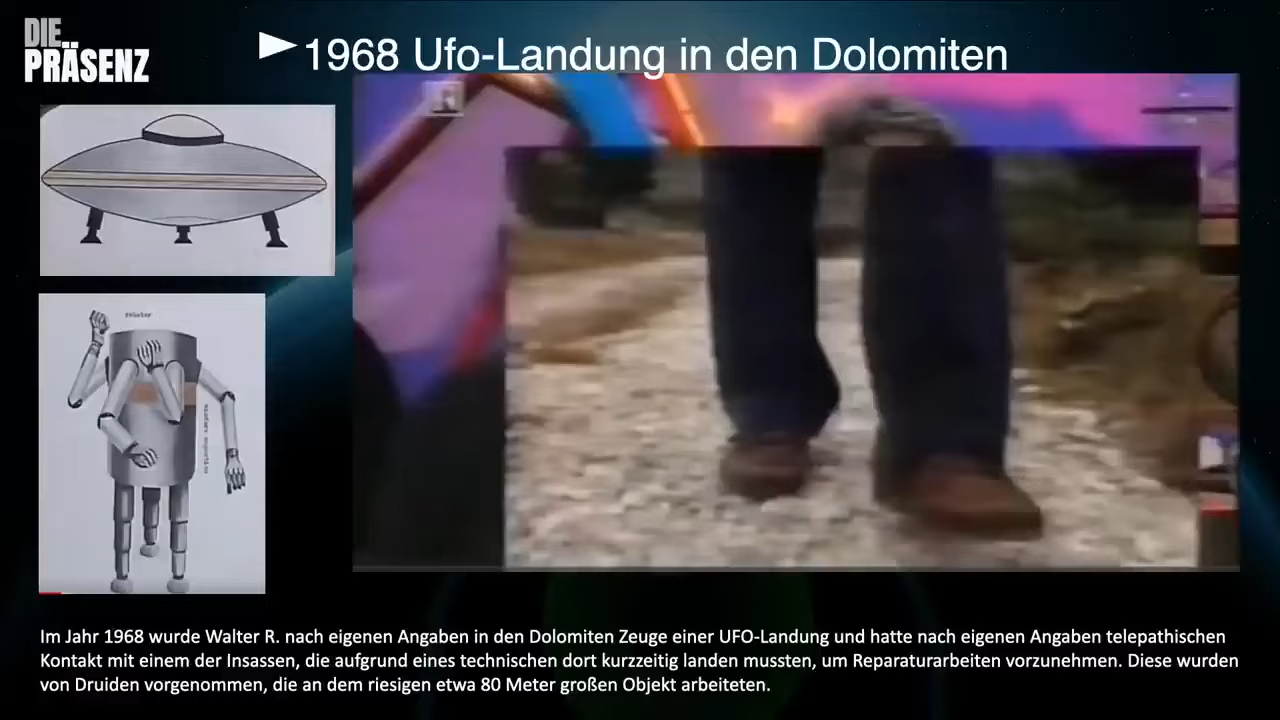 DIE
PRÄSENZ
1968 Ufo-Landung in den Dolomiten
Im Jahr 1968 wurde Walter R. nach eigenen Angaben in den Dolomiten Zeuge einer UFO-Landung und hatte nach eigenen Angaben telepathischen
Kontakt mit einem der Insassen, die aufgrund eines technischen dort kurzzeitig landen mussten, um Reparaturarbeiten vorzunehmen. Diese wurden
von Druiden vorgenommen, die an dem riesigen etwa 80 Meter großen Objekt arbeiteten.